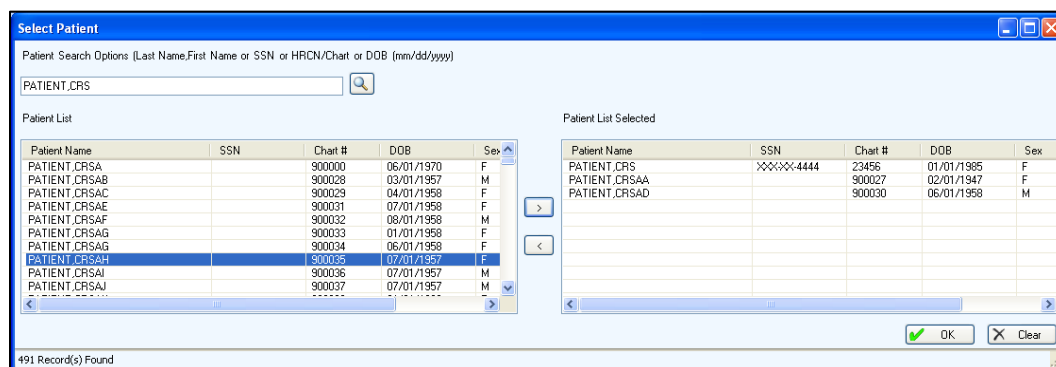 Select Patient
Patient Search Options (Last Name,First Name or SSN or HRCN/Chart or DOB (mm/dd/yyyy)
PATIENT,CRS
Patient List
Patient Name SSN Chart # DOB Sex
PATIENT,CRSA 900000 06/01/1970 F
PATIENT,CRSAB 900028 03/01/1957 M
PATIENT,CRSAC 900029 04/01/1958 F
PATIENT,CRSAE 900031 07/01/1958 F
PATIENT,CRSAF 900032 08/01/1958 M
PATIENT,CRSAG 900033 01/01/1958 F
PATIENT,CRSAG 900034 06/01/1958 F
PATIENT,CRSAH 900035 07/01/1957 F
PATIENT,CRSAI 900036 07/01/1957 M
PATIENT,CRSAJ 900037 07/01/1957 M
>
<
Patient List Selected
Patient Name SSN Chart # DOB Sex
PATIENT,CRS XXX-XX-4444 23456 01/01/1985 F
PATIENT,CRSAA 900027 02/01/1947 F
PATIENT,CRSAD 900030 06/01/1958 M
OK Clear
491 Record(s) Found